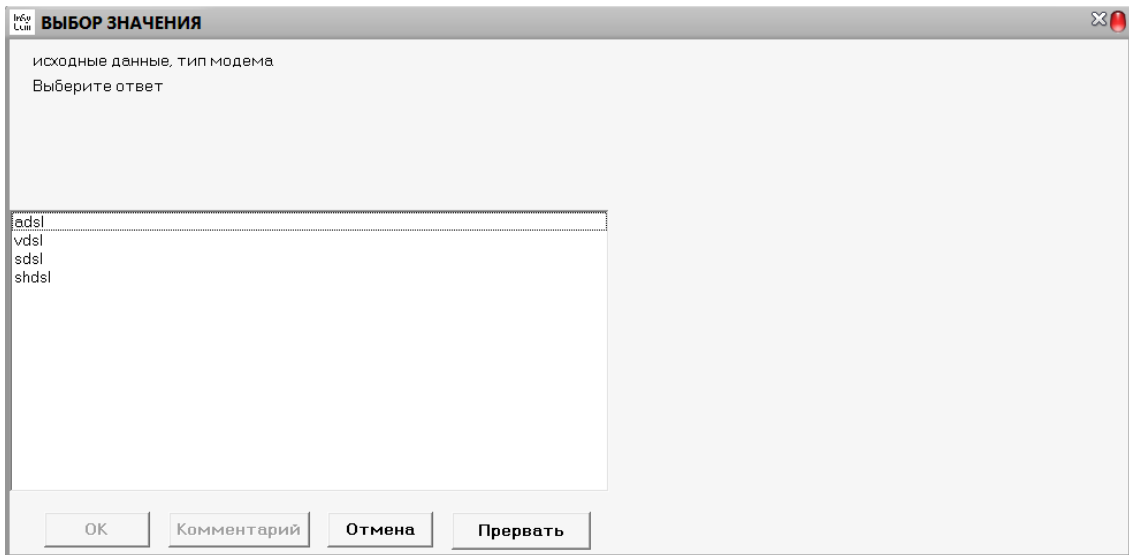 ВЫБОР ЗНАЧЕНИЯ
исходные данные, тип модема
Выберите ответ
adsl
vdsl
sdsl
shdsl
OK Комментарий Отмена Прервать